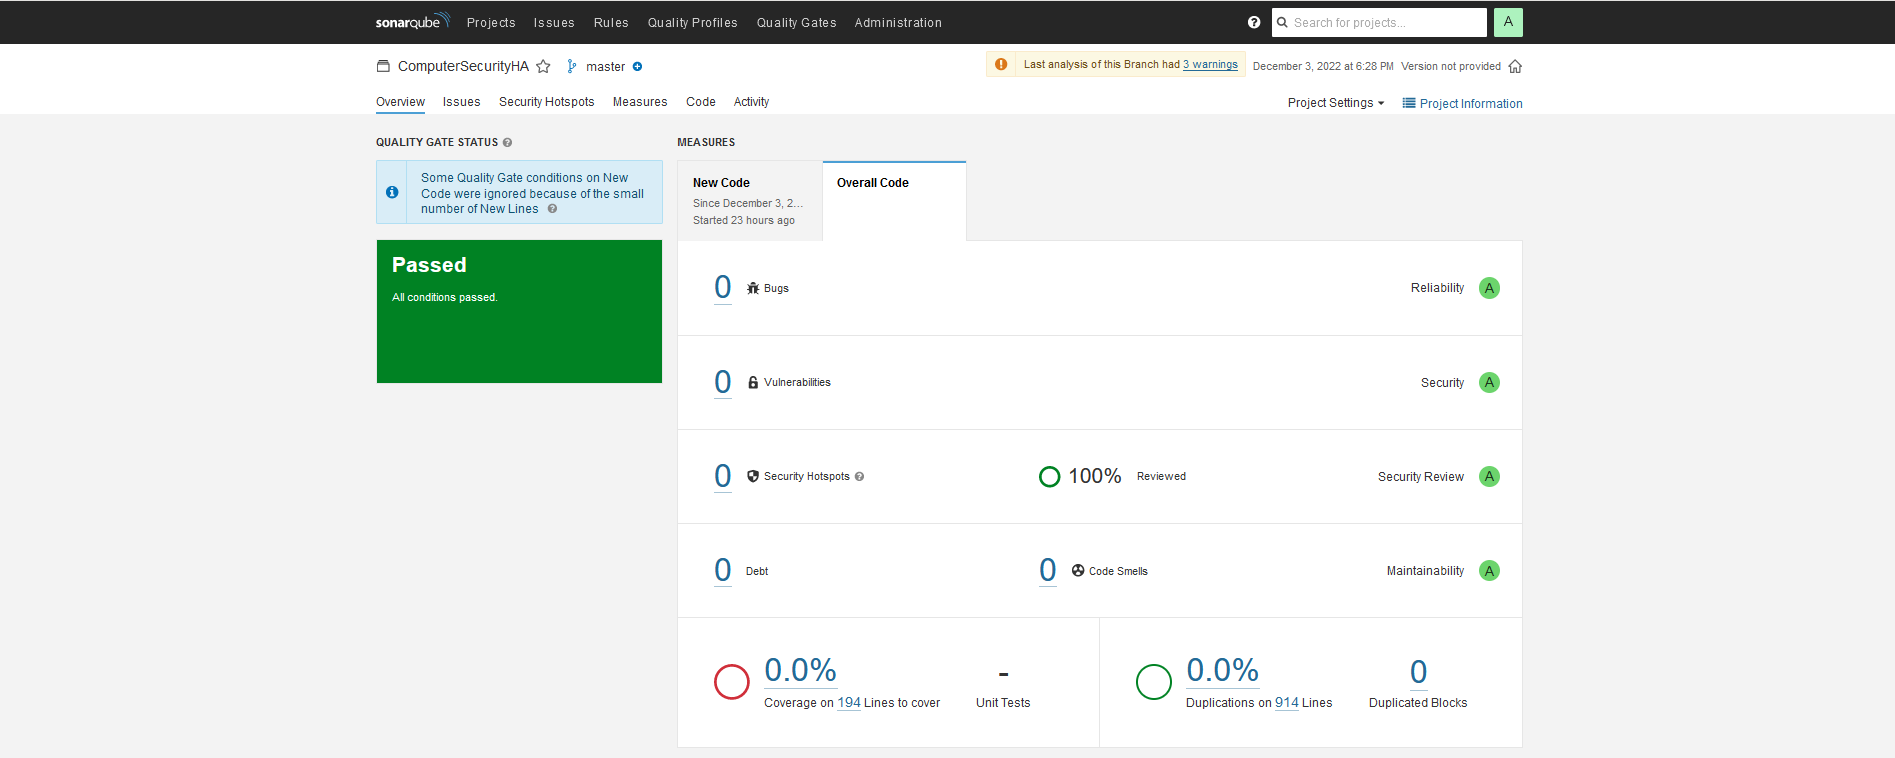 sonarqube Projects Issues Rules Quality Profiles Quality Gates Administration ? Search for projects... A
ComputerSecurityHA master Last analysis of this Branch had 3 warnings December 3, 2022 at 6:28 PM Version not provided
Overview Issues Security Hotspots Measures Code Activity Project Settings Project Information
QUALITY GATE STATUS ?
Some Quality Gate conditions on New
Code were ignored because of the small
number of New Lines ?
Passed
All conditions passed.
MEASURES
New Code
Since December 3, 2...
Started 23 hours ago
Overall Code
0 Bugs Reliability A
0 Vulnerabilities Security A
0 Security Hotspots ? 100% Reviewed Security Review A
0 Debt 0 Code Smells Maintainability A
0.0%
Coverage on 194 Lines to cover
-
Unit Tests
0.0%
Duplications on 914 Lines
0
Duplicated Blocks